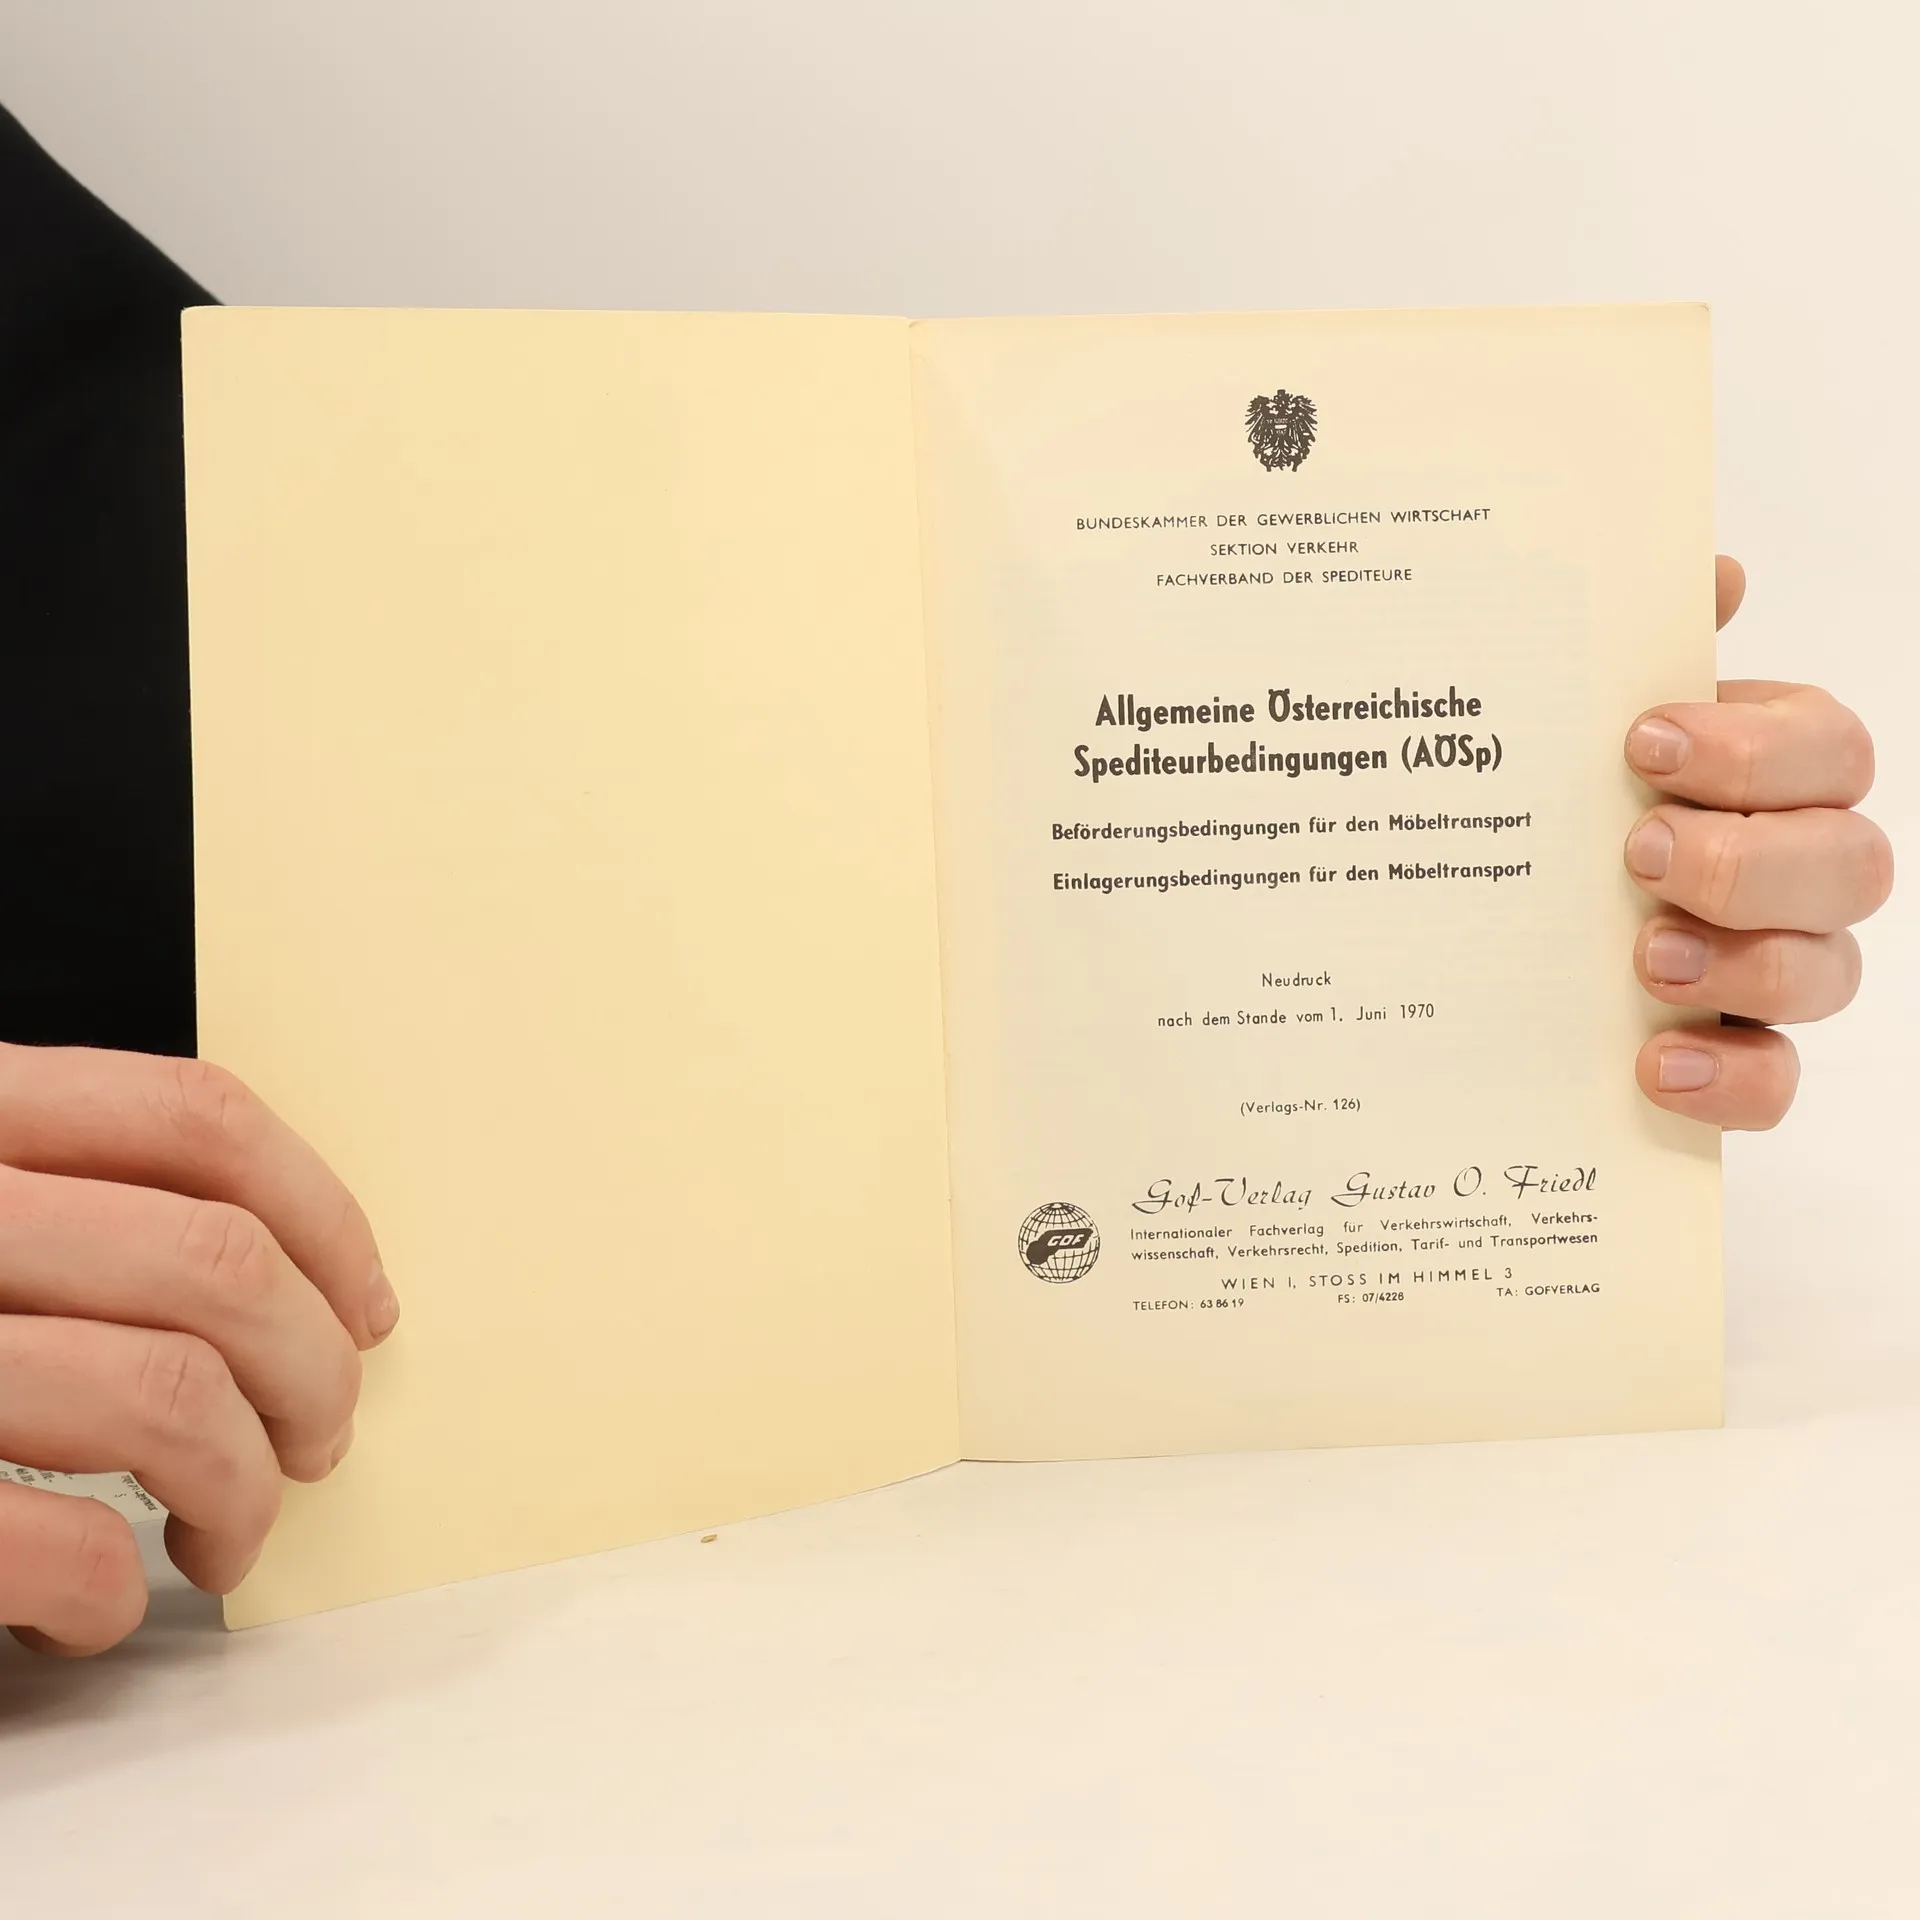 BUNDESKAMMER DER GEWERBLICHEN WIRTSCHAFT
SEKTION VERKEHR
FACHVERBAND DER SPEDITEURE
Allgemeine Österreichische
Spediteurbedingungen (AÖSp)
Beförderungsbedingungen für den Möbeltransport
Einlagerungsbedingungen für den Möbeltransport
Neudruck
nach dem Stande vom 1. Juni 1970
(Verlags-Nr. 126)
Gof-Verlag Gustav O. Friedl
GOF
Internationaler Fachverlag für Verkehrswirtschaft, Verkehrs-
wissenschaft, Verkehrsrecht, Spedition, Tarif- und Transportwesen
WIEN I, STOSS IM HIMMEL 3
TELEFON: 63 86 19 FS: 07/4226 TA: GOFVERLAG